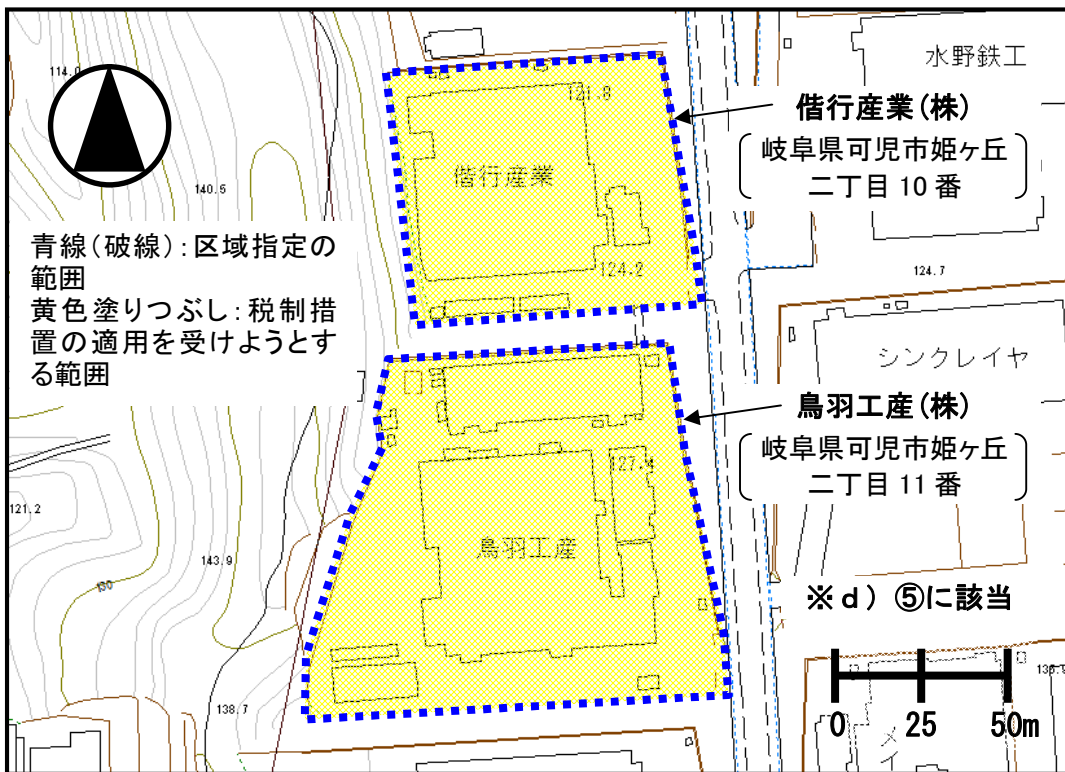 水野鉄工
114.0
121.8
偕行産業(株)
岐阜県可児市姫ヶ丘
二丁目 10 番
偕行産業
140.5
青線(破線):区域指定の
範囲
黄色塗りつぶし:税制措
置の適用を受けようとす
る範囲
124.2
124.7
シンクレイヤ
鳥羽工産(株)
岐阜県可児市姫ヶ丘
二丁目 11 番
127.4
121.2
鳥羽工産
143.9
130
※d) ⑤に該当
138.7
0 25 50m
メイ